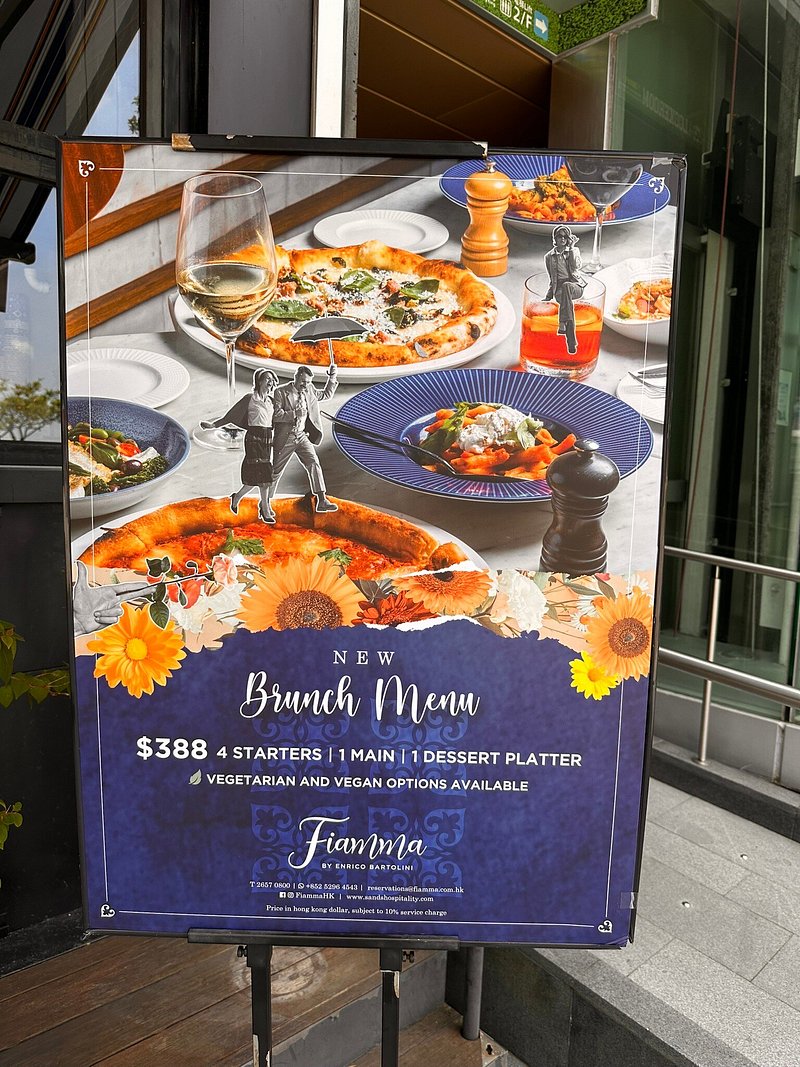 2/F
NEW
Brunch Menu
$388 4 STARTERS | 1 MAIN | 1 DESSERT PLATTER
VEGETARIAN AND VEGAN OPTIONS AVAILABLE
Fiamma
BY ENRICO BARTOLINI
T 2657 0800 | +852 5296 4543 | reservations@fiamma.com.hk
FiammaHK | www.sandshospitality.com
Price in hong kong dollar, subject to 10% service charge